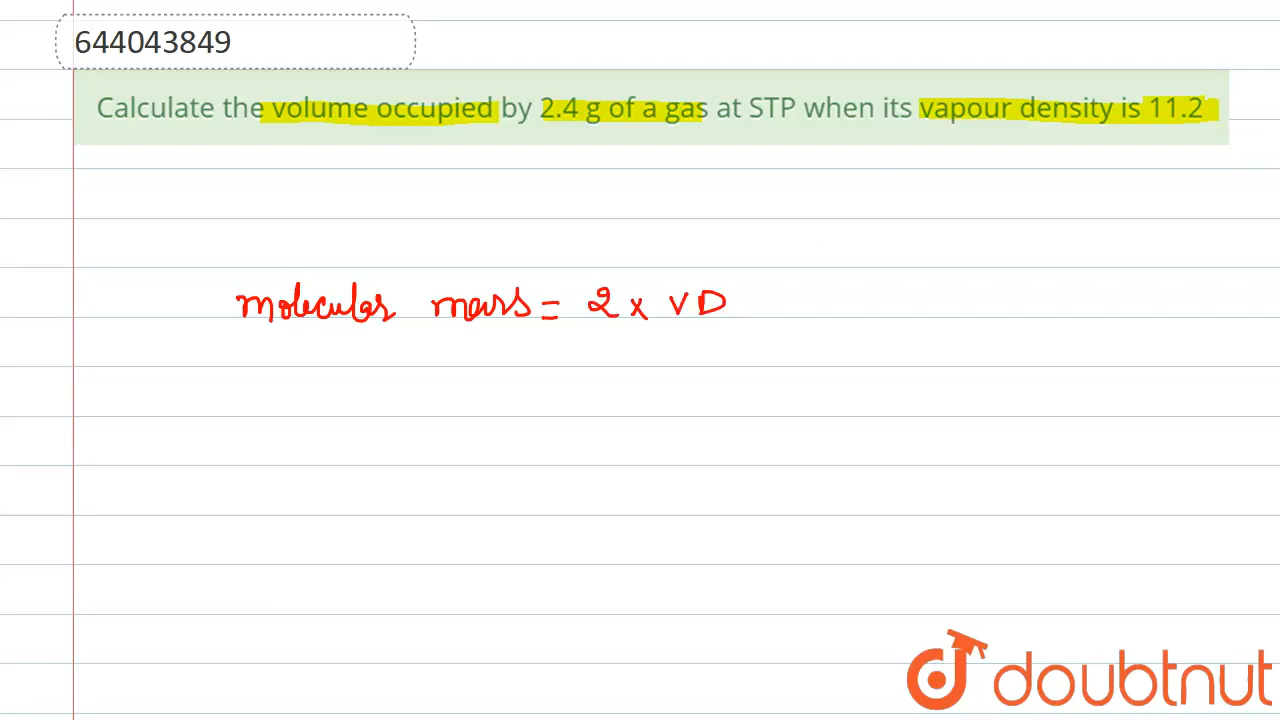 644043849
Calculate the volume occupied by 2.4 g of a gas at STP when its vapour density is 11.2
molecular mass = 2 x VD
doubtnut